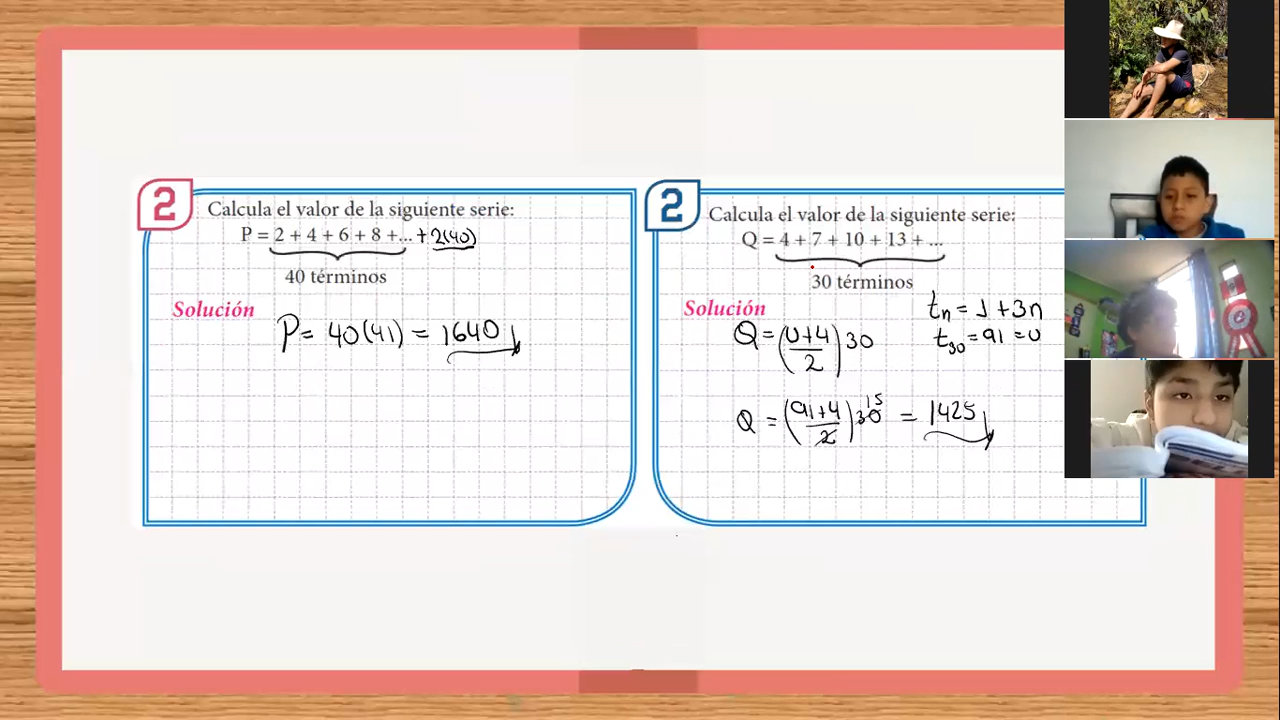 2
Calcula el valor de la siguiente serie:
P = 2 + 4 + 6 + 8 +... + 2(40)
40 términos
Solución
P = 40(41) = 1640
2
Calcula el valor de la siguiente serie:
Q = 4 + 7 + 10 + 13 + ...
30 términos
Solución
tn = 1 + 3n
t30 = 91 = U
Q = (U+4/2) 30
Q = (91+4/2) 30 15 = 1425